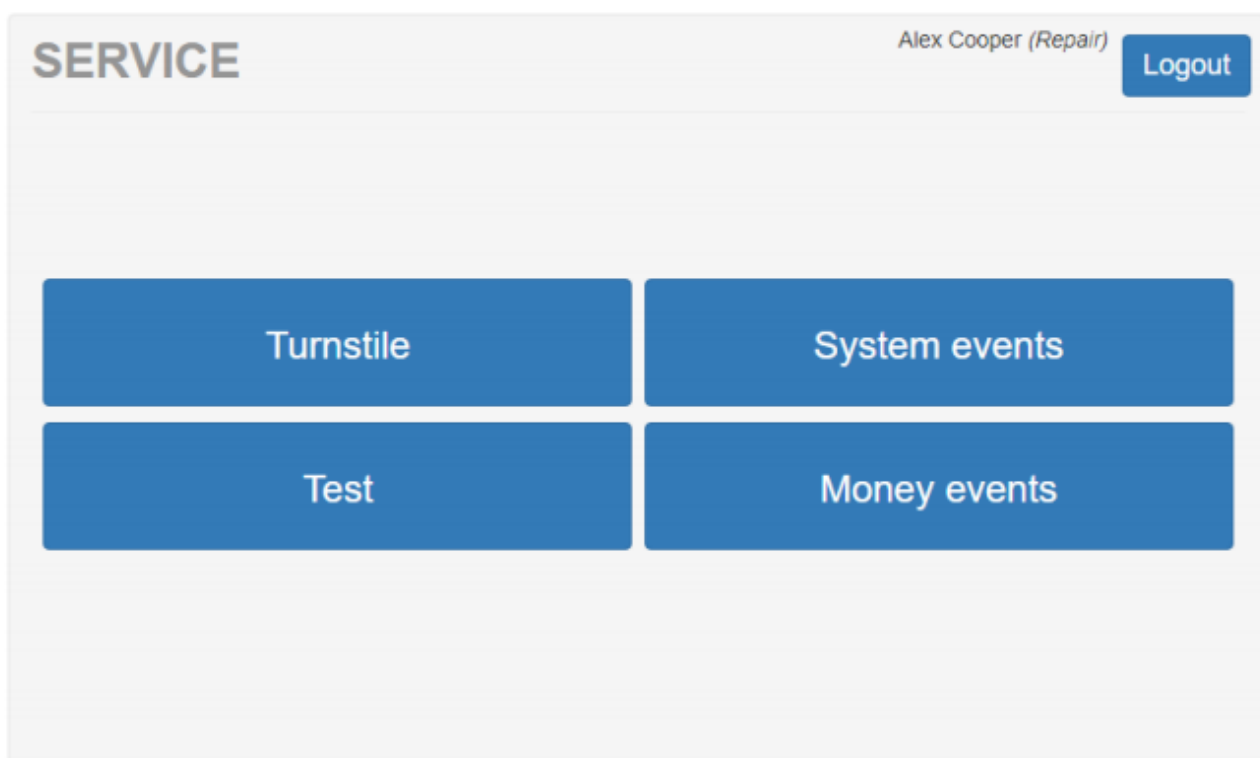 SERVICE
Alex Cooper (Repair)
Logout
Turnstile
System events
Test
Money events